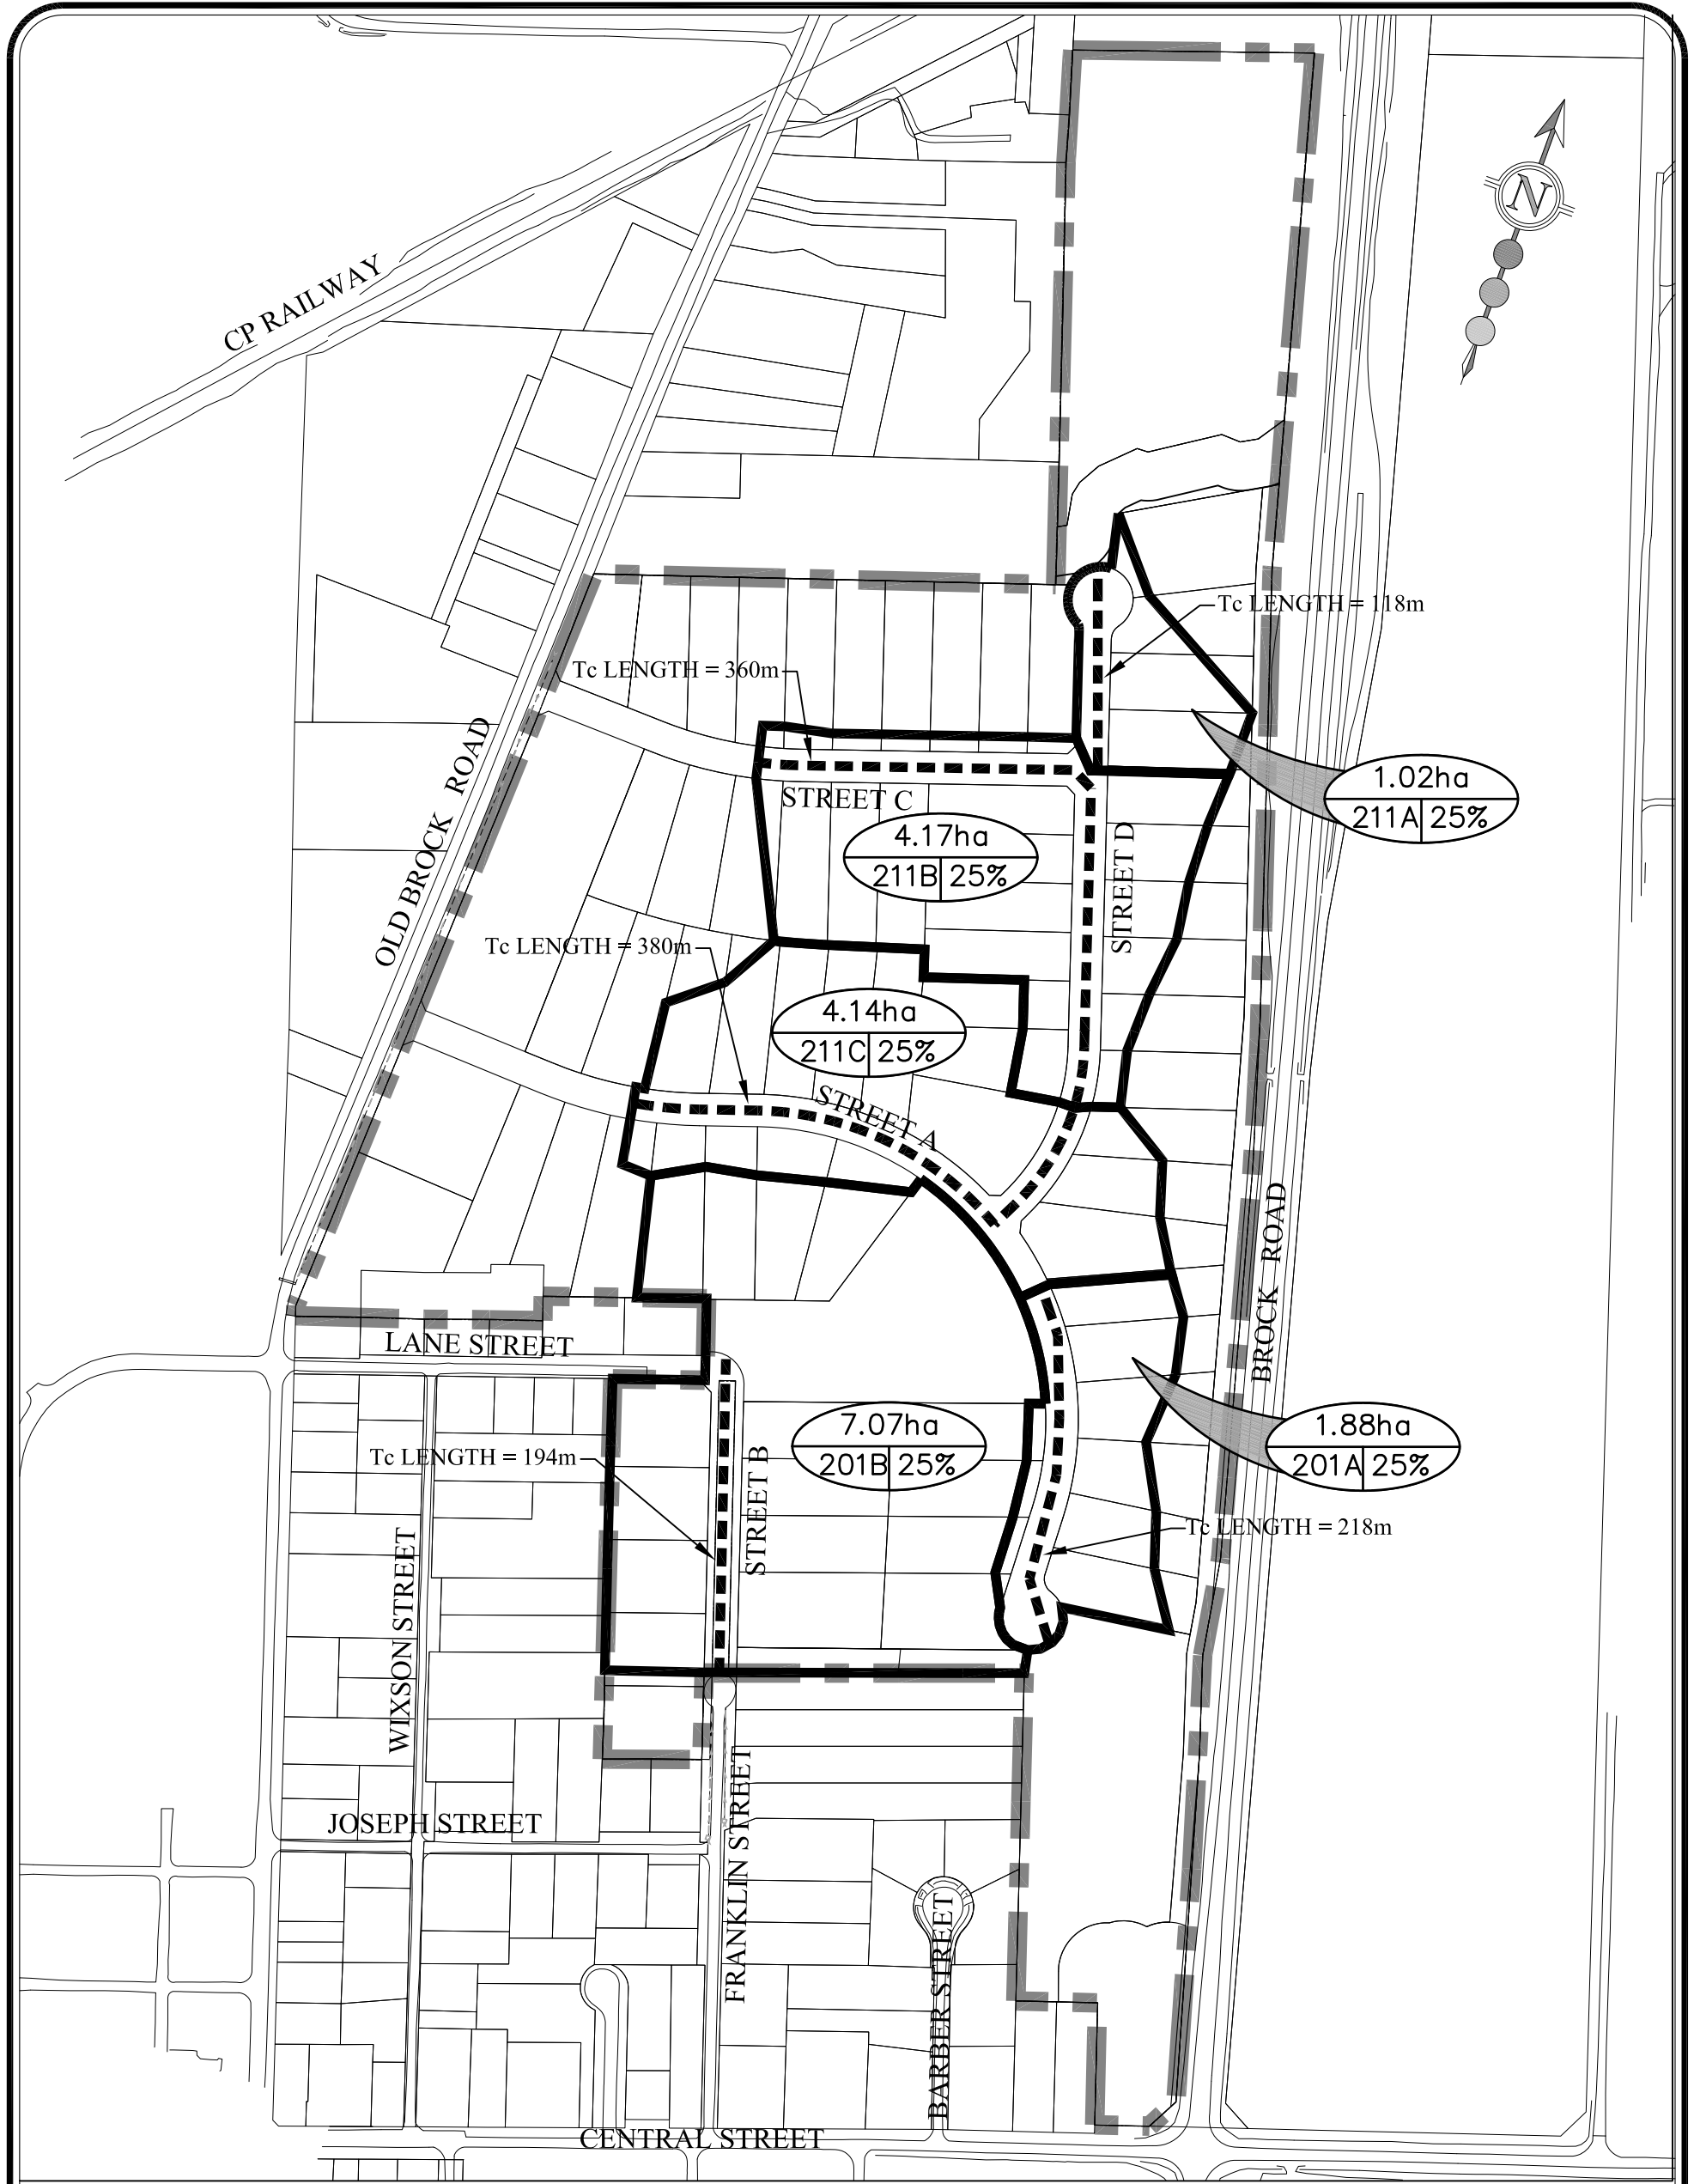 N
CP RAILWAY
Tc LENGTH = 118m
Tc LENGTH = 360m
OLD BROCK ROAD
STREET C
1.02ha
211A 25%
4.17ha
211B 25%
STREET D
Tc LENGTH = 380m
4.14ha
211C 25%
STREET A
BROCK ROAD
LANE STREET
7.07ha
201B 25%
1.88ha
201A 25%
Tc LENGTH = 194m
STREET B
Tc LENGTH = 218m
WIXSON STREET
JOSEPH STREET
FRANKLIN STREET
BARBER STREET
CENTRAL STREET